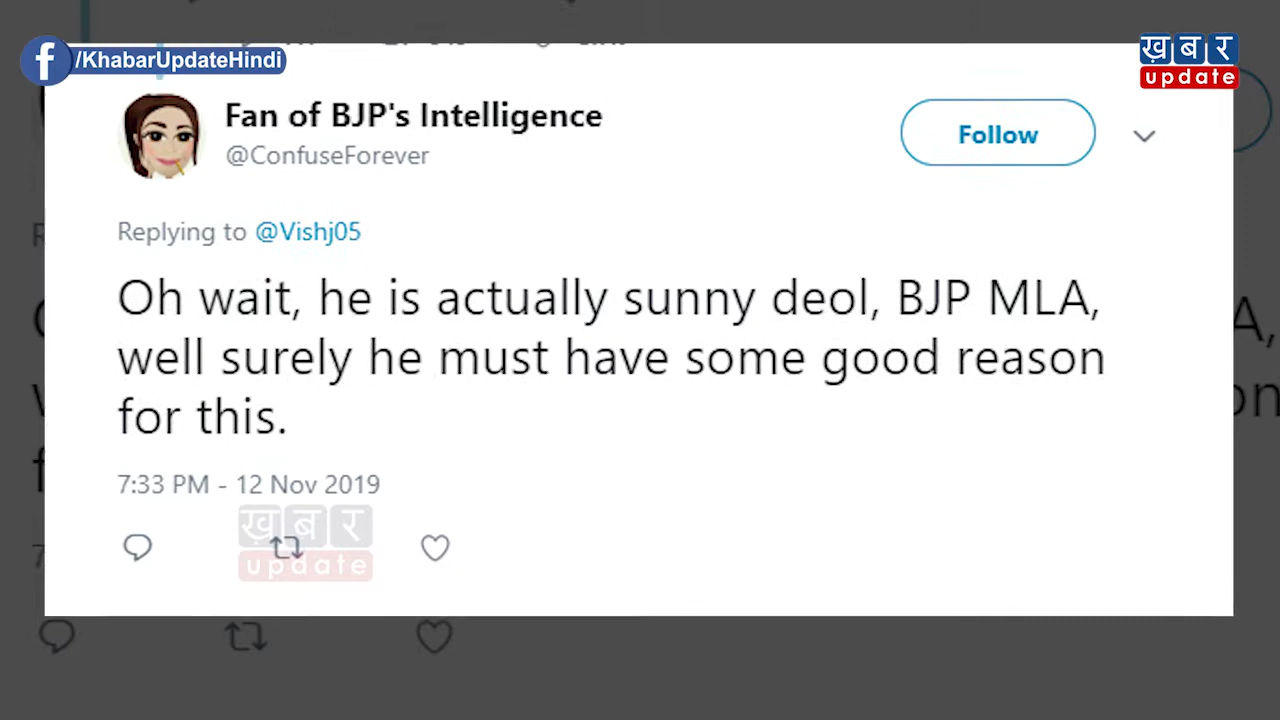 f /KhabarUpdateHindi
ख़बर
update
Fan of BJP's Intelligence
@ConfuseForever
Follow
Replying to @Vishj05
Oh wait, he is actually sunny deol, BJP MLA,
well surely he must have some good reason
for this.
7:33 PM - 12 Nov 2019
ख़बर
update